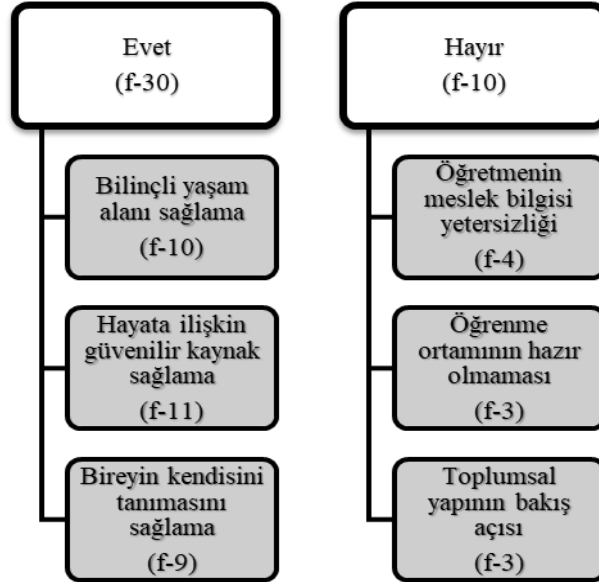 Evet
(f-30)
Bilinçli yaşam
alanı sağlama
(f-10)
Hayata ilişkin
güvenilir kaynak
sağlama
(f-11)
Bireyin kendisini
tanımasını
sağlama
(f-9)
Hayır
(f-10)
Öğretmenin
meslek bilgisi
yetersizliği
(f-4)
Öğrenme
ortamının hazır
olmaması
(f-3)
Toplumsal
yapının bakış
açısı
(f-3)